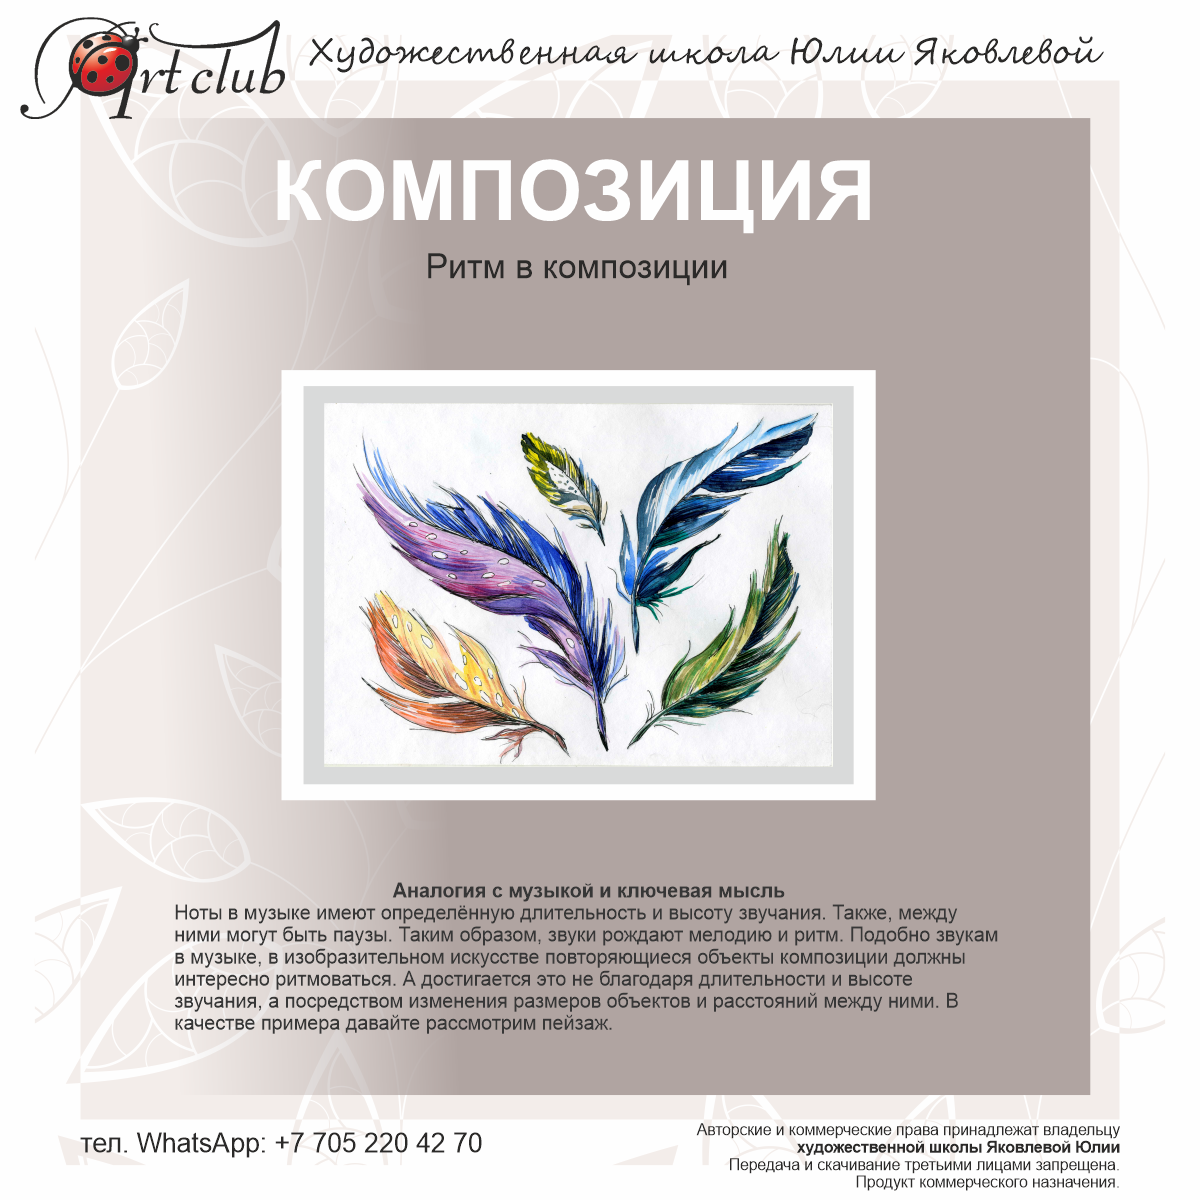 Art club
Художественная школа Юлии Яковлевой
КОМПОЗИЦИЯ
Ритм в композиции
Аналогия с музыкой и ключевая мысль
Ноты в музыке имеют определённую длительность и высоту звучания. Также, между
ними могут быть паузы. Таким образом, звуки рождают мелодию и ритм. Подобно звукам
в музыке, в изобразительном искусстве повторяющиеся объекты композиции должны
интересно ритмоваться. А достигается это не благодаря длительности и высоте
звучания, а посредством изменения размеров объектов и расстояний между ними. В
качестве примера давайте рассмотрим пейзаж.
тел. WhatsApp: +7 705 220 42 70
Авторские и коммерческие права принадлежат владельцу
художественной школы Яковлевой Юлии
Передача и скачивание третьими лицами запрещена.
Продукт коммерческого назначения.